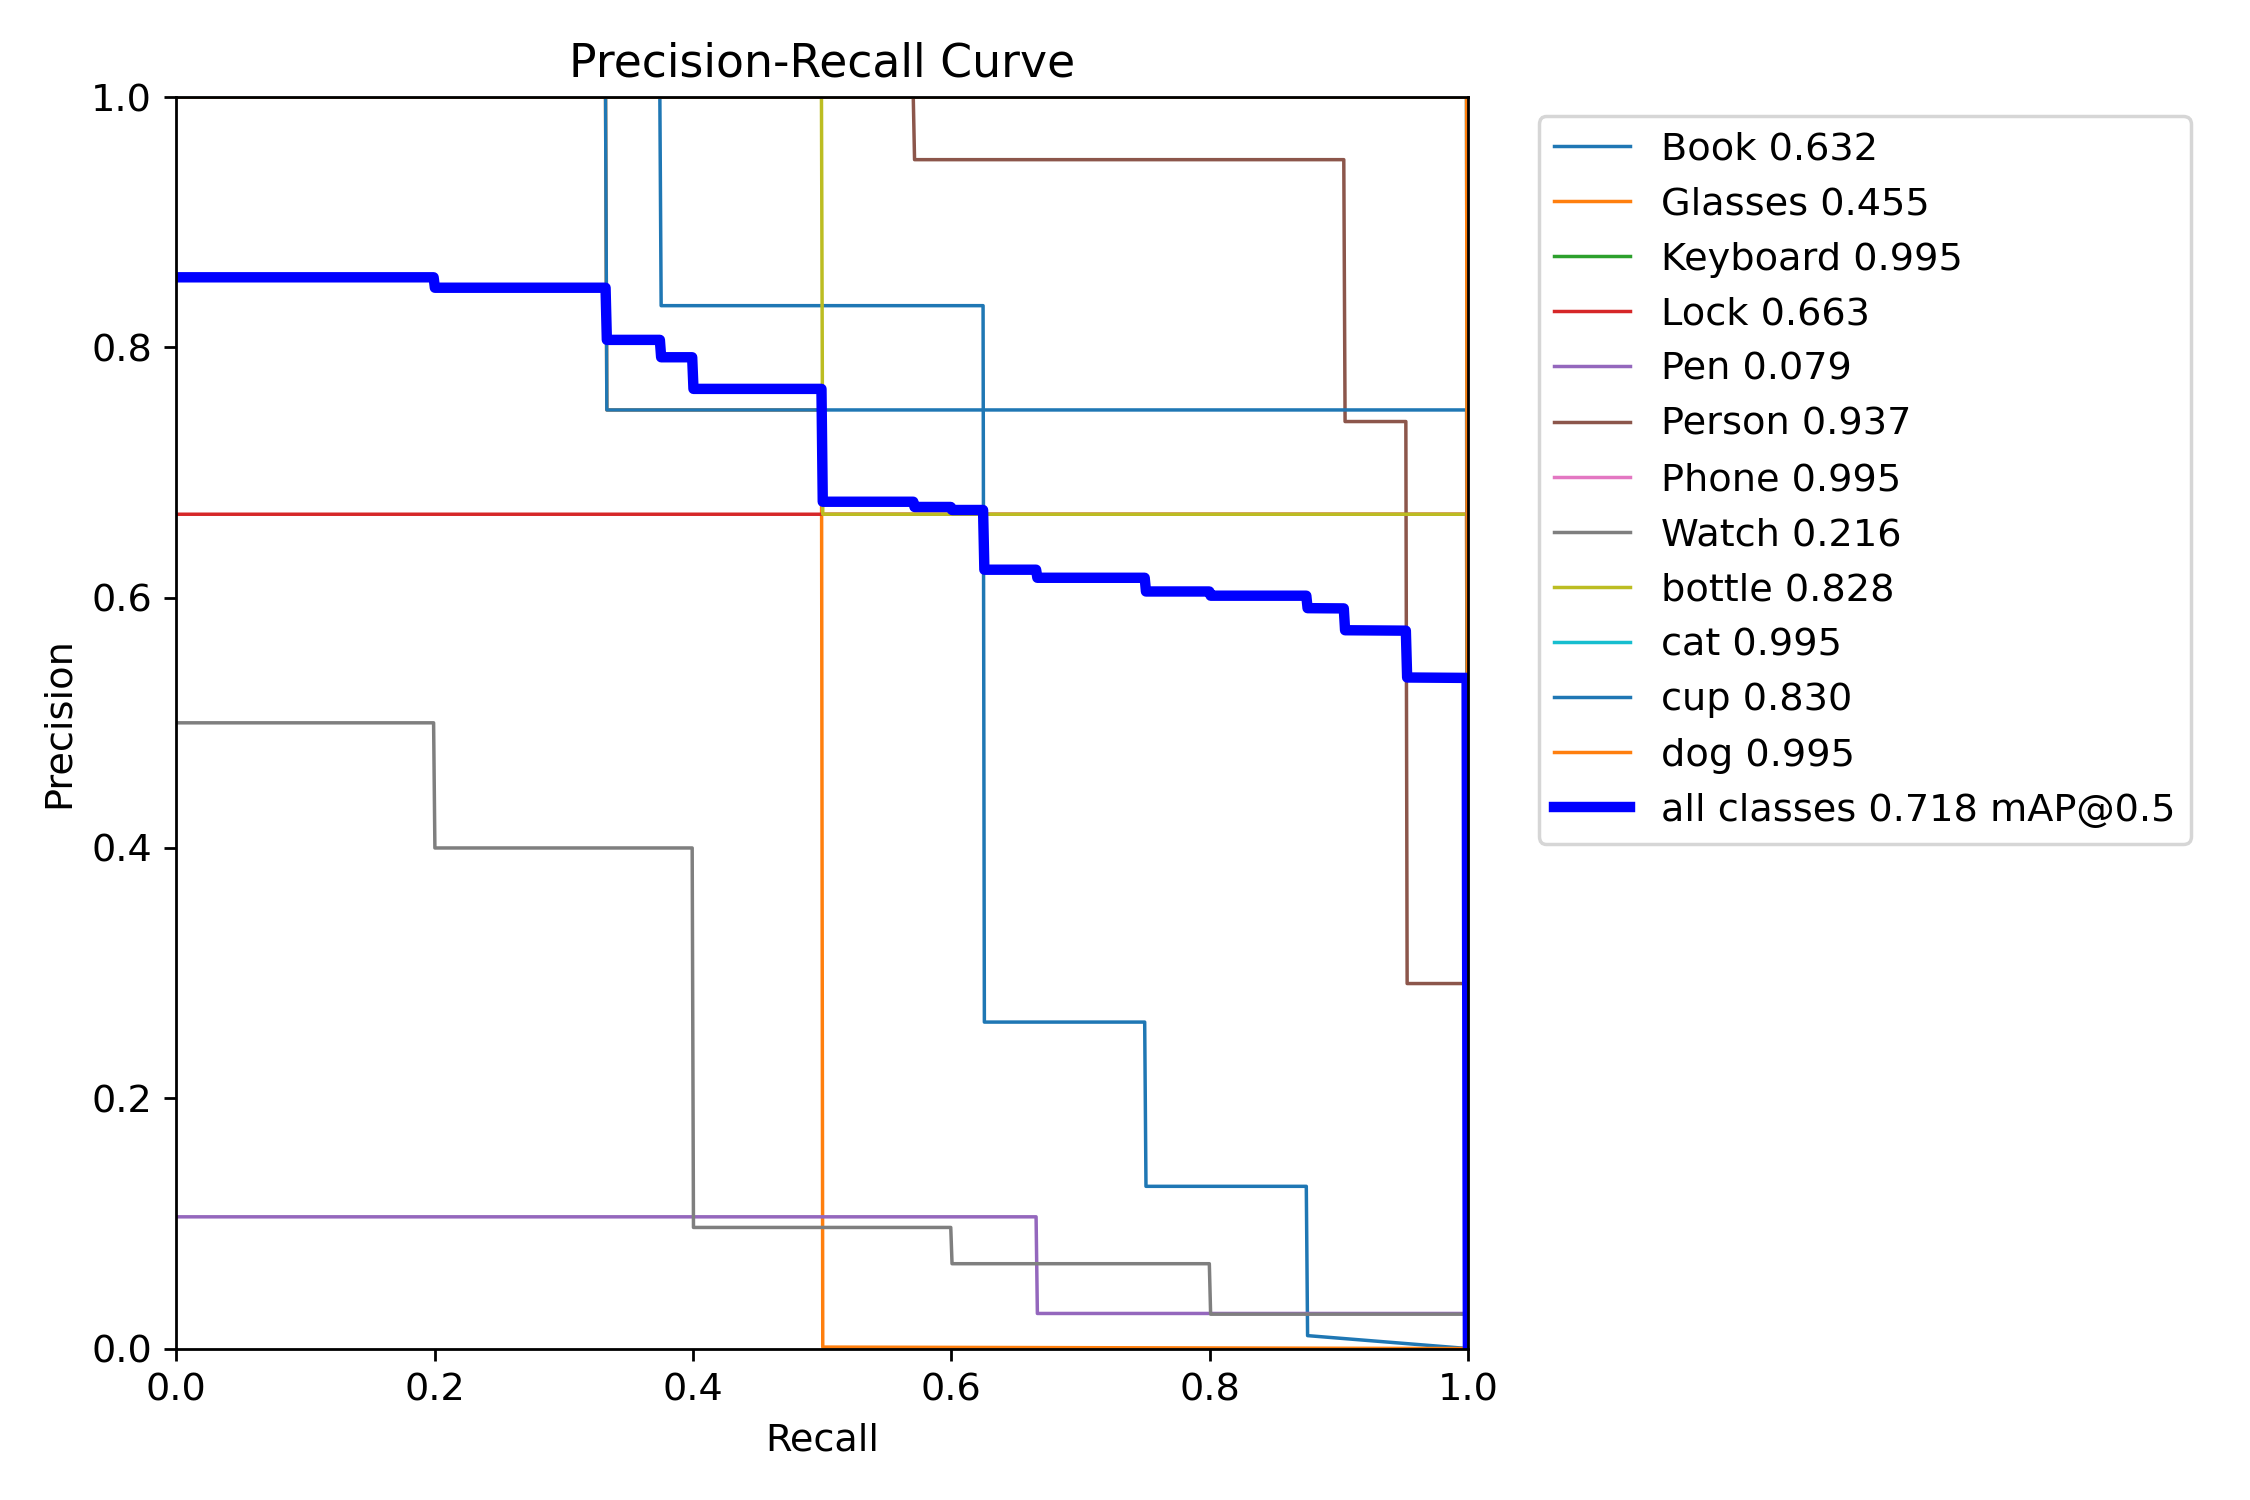 Precision-Recall Curve
1.0
0.8
0.6
0.4
0.2
0.0
Precision
0.0 0.2 0.4 0.6 0.8 1.0
Recall
Book 0.632
Glasses 0.455
Keyboard 0.995
Lock 0.663
Pen 0.079
Person 0.937
Phone 0.995
Watch 0.216
bottle 0.828
cat 0.995
cup 0.830
dog 0.995
all classes 0.718 mAP@0.5